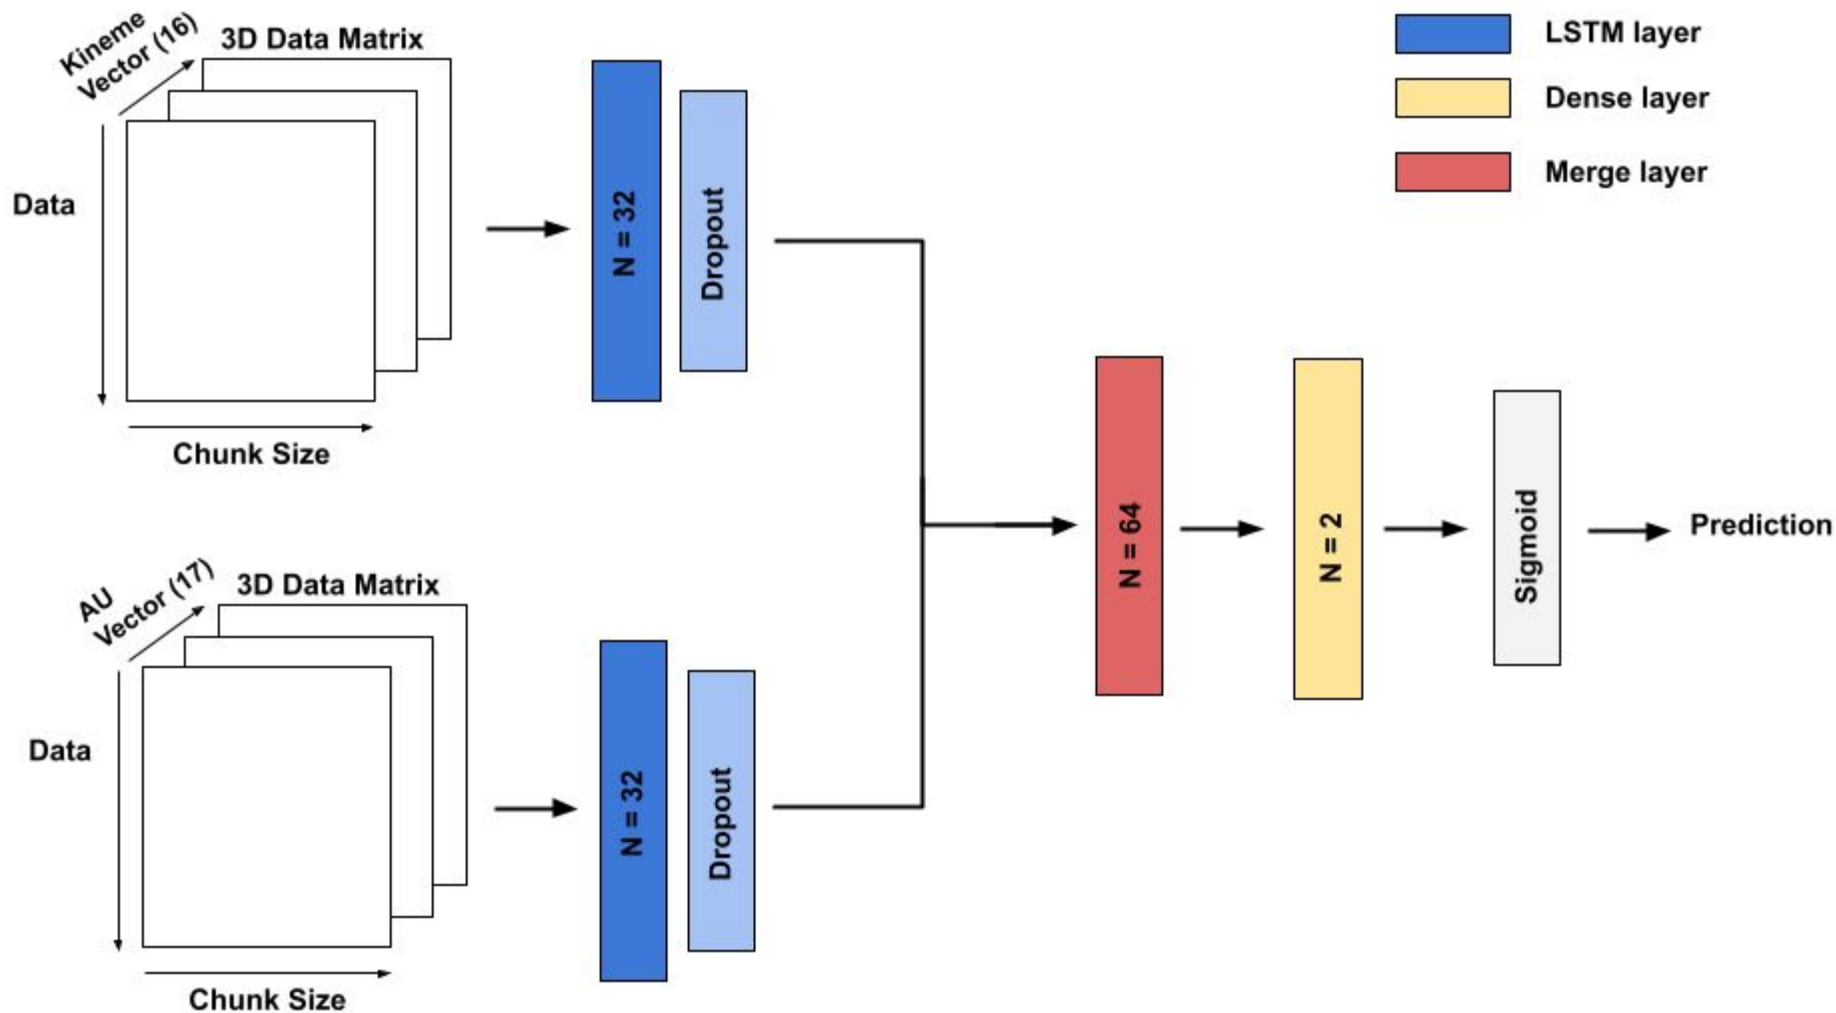 Kineme
Vector (16)
3D Data Matrix
Data
Chunk Size
N = 32
Dropout
AU
Vector (17)
3D Data Matrix
Data
Chunk Size
N = 32
Dropout
N = 64
N = 2
Sigmoid
Prediction
LSTM layer
Dense layer
Merge layer